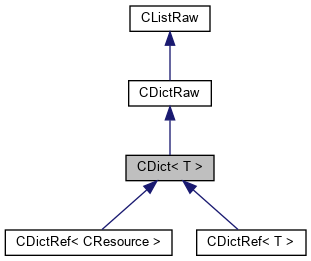 CListRaw
CDictRaw
CDict< T >
CDictRef< CResource >
CDictRef< T >